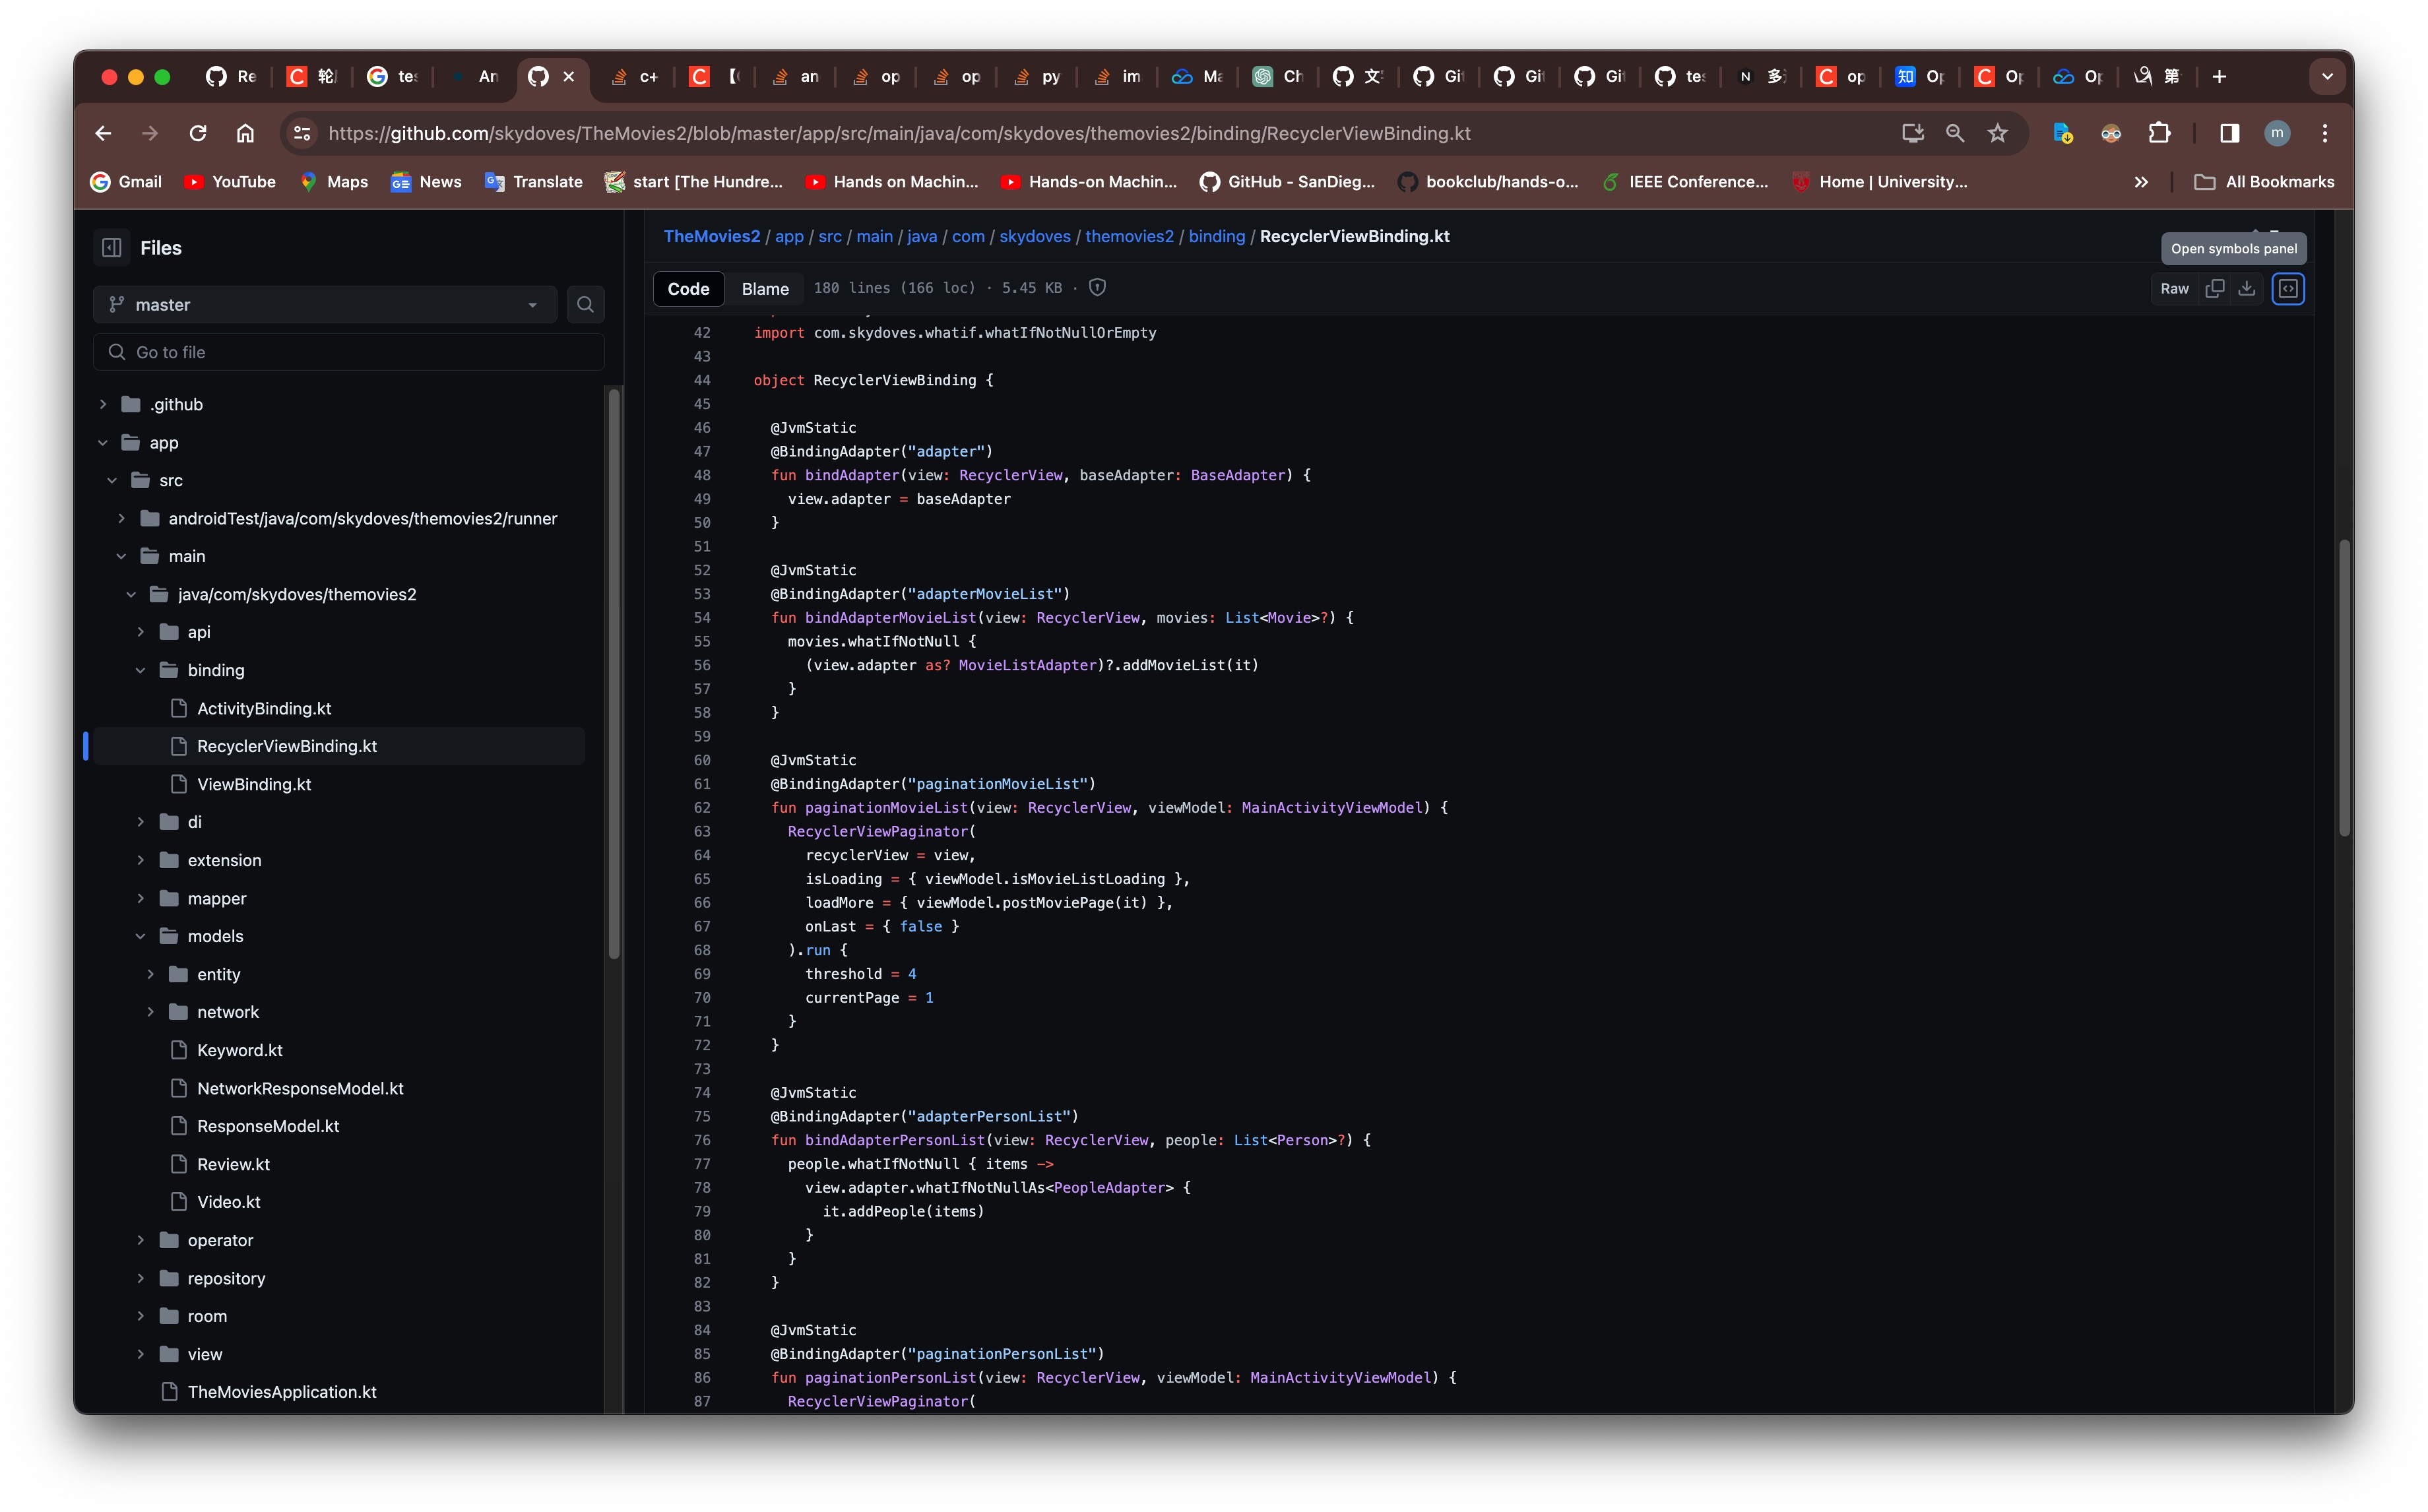 Re
轮
tes
An
c+
【
an
op
op
py
im
Ma
Ch
文
Git
Git
Git
tes
N
多
op
知
Op
Op
Op
第
https://github.com/skydoves/TheMovies2/blob/master/app/src/main/java/com/skydoves/themovies2/binding/RecyclerViewBinding.kt
m
Gmail YouTube Maps News Translate start [The Hundre... Hands on Machin... Hands-on Machin... GitHub - SanDieg... bookclub/hands-o... IEEE Conference... Home | University... All Bookmarks
Files
master
Go to file
.github
app
src
androidTest/java/com/skydoves/themovies2/runner
main
java/com/skydoves/themovies2
api
binding
ActivityBinding.kt
RecyclerViewBinding.kt
ViewBinding.kt
di
extension
mapper
models
entity
network
Keyword.kt
NetworkResponseModel.kt
ResponseModel.kt
Review.kt
Video.kt
operator
repository
room
view
TheMoviesApplication.kt
TheMovies2 / app / src / main / java / com / skydoves / themovies2 / binding / RecyclerViewBinding.kt
Open symbols panel
Code Blame 180 lines (166 loc) · 5.45 KB · Raw
42 import com.skydoves.whatif.whatIfNotNullOrEmpty
43
44 object RecyclerViewBinding {
45
46 @JvmStatic
47 @BindingAdapter("adapter")
48 fun bindAdapter(view: RecyclerView, baseAdapter: BaseAdapter) {
49 view.adapter = baseAdapter
50 }
51
52 @JvmStatic
53 @BindingAdapter("adapterMovieList")
54 fun bindAdapterMovieList(view: RecyclerView, movies: List<Movie>?) {
55 movies.whatIfNotNull {
56 (view.adapter as? MovieListAdapter)?.addMovieList(it)
57 }
58 }
59
60 @JvmStatic
61 @BindingAdapter("paginationMovieList")
62 fun paginationMovieList(view: RecyclerView, viewModel: MainActivityViewModel) {
63 RecyclerViewPaginator(
64 recyclerView = view,
65 isLoading = { viewModel.isMovieListLoading },
66 loadMore = { viewModel.postMoviePage(it) },
67 onLast = { false }
68 ).run {
69 threshold = 4
70 currentPage = 1
71 }
72 }
73
74 @JvmStatic
75 @BindingAdapter("adapterPersonList")
76 fun bindAdapterPersonList(view: RecyclerView, people: List<Person>?) {
77 people.whatIfNotNull { items ->
78 view.adapter.whatIfNotNullAs<PeopleAdapter> {
79 it.addPeople(items)
80 }
81 }
82 }
83
84 @JvmStatic
85 @BindingAdapter("paginationPersonList")
86 fun paginationPersonList(view: RecyclerView, viewModel: MainActivityViewModel) {
87 RecyclerViewPaginator(